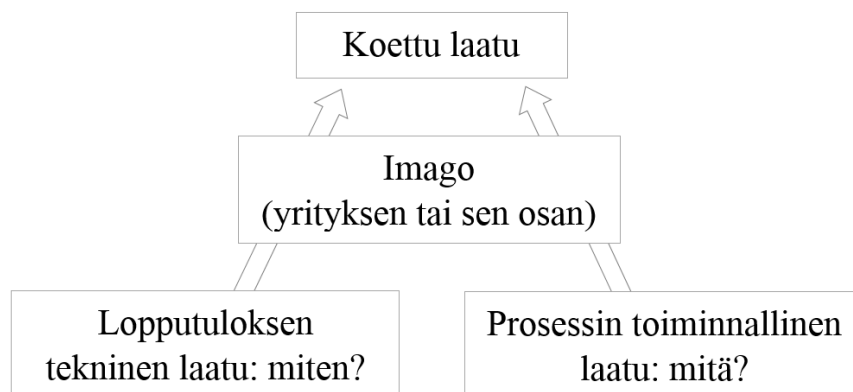 Koettu laatu
Imago
(yrityksen tai sen osan)
Lopputuloksen
tekninen laatu: miten?
Prosessin toiminnallinen
laatu: mitä?